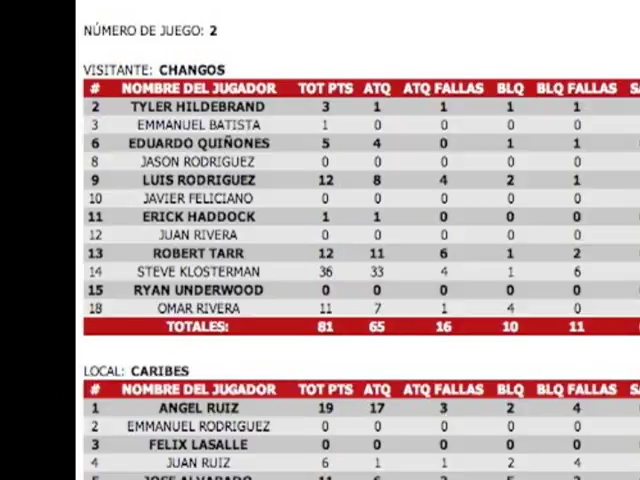 NÚMERO DE JUEGO: 2
VISITANTE: CHANGOS
# NOMBRE DEL JUGADOR TOT PTS ATQ ATQ FALLAS BLQ BLQ FALLAS
2 TYLER HILDEBRAND 3 1 1 1 1
3 EMMANUEL BATISTA 1 0 0 0 0
6 EDUARDO QUIÑONES 5 4 0 1 1
8 JASON RODRIGUEZ 0 0 0 0 0
9 LUIS RODRIGUEZ 12 8 4 2 1
10 JAVIER FELICIANO 0 0 0 0 0
11 ERICK HADDOCK 1 1 0 0 0
12 JUAN RIVERA 0 0 0 0 0
13 ROBERT TARR 12 11 6 1 2
14 STEVE KLOSTERMAN 36 33 4 1 6
15 RYAN UNDERWOOD 0 0 0 0 0
18 OMAR RIVERA 11 7 1 4 0
TOTALES: 81 65 16 10 11
LOCAL: CARIBES
# NOMBRE DEL JUGADOR TOT PTS ATQ ATQ FALLAS BLQ BLQ FALLAS
1 ANGEL RUIZ 19 17 3 2 4
2 EMMANUEL RODRIGUEZ 0 0 0 0 0
3 FELIX LASALLE 0 0 0 0 0
4 JUAN RUIZ 6 1 1 2 4
JOSE ALVARADO